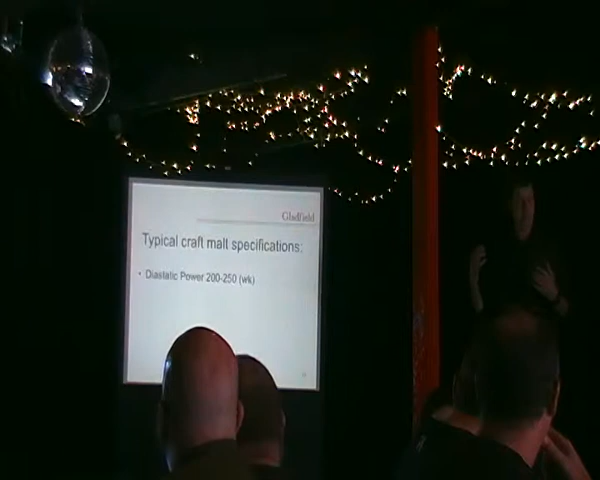 Gladfield
Typical craft malt specifications:
• Diastatic Power 200-250 (wk)